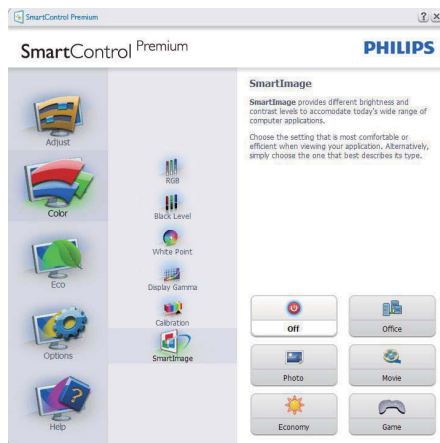 SmartControl Premium
? X
SmartControl Premium
PHILIPS
Adjust
Color
Eco
Options
Help
RGB
Black Level
White Point
Display Gamma
Calibration
SmartImage
SmartImage
SmartImage provides different brightness and
contrast levels to accomodate today's wide range of
computer applications.
Choose the setting that is most comfortable or
efficient when viewing your application. Alternatively,
simply choose the one that best describes its type.
Off
Office
Photo
Movie
Economy
Game